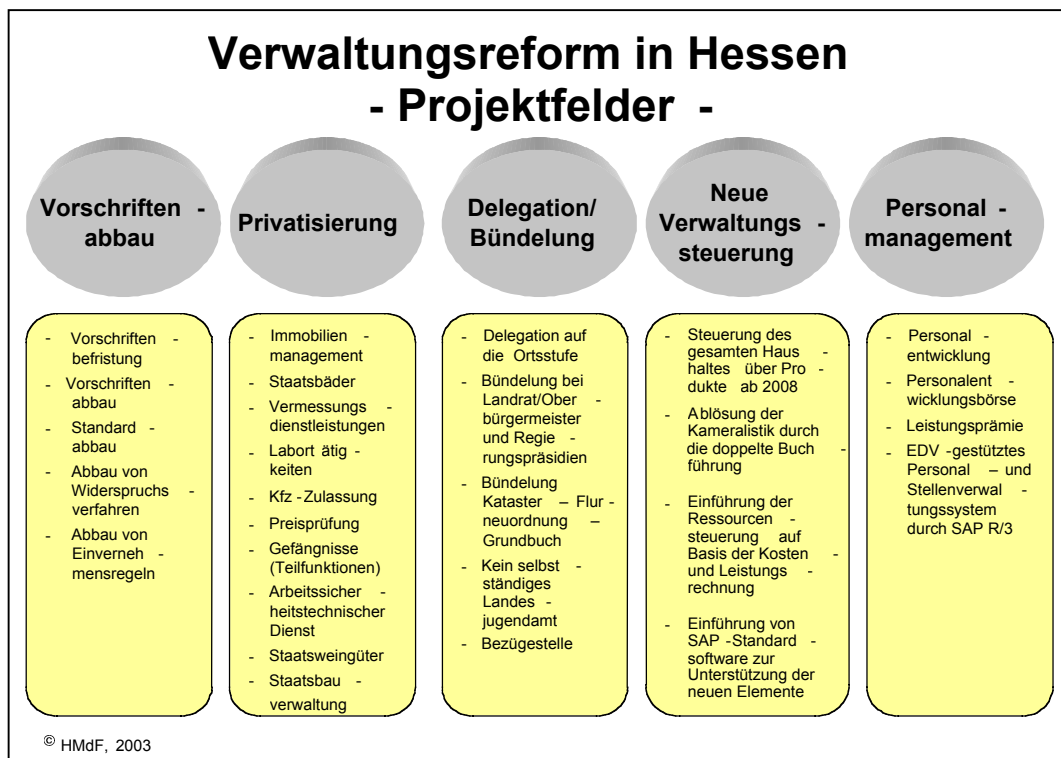 Verwaltungsreform in Hessen
- Projektfelder -
Vorschriften -
abbau
Privatisierung
Delegation/
Bündelung
Neue
Verwaltungs -
steuerung
Personal -
management
- Vorschriften -
befristung
- Vorschriften -
abbau
- Standard -
abbau
- Abbau von
Widerspruchs -
verfahren
- Abbau von
Einverneh -
mensregeln
- Immobilien -
management
- Staatsbäder
- Vermessungs -
dienstleistungen
- Labort ätig -
keiten
- Kfz -Zulassung
- Preisprüfung
- Gefängnisse
(Teilfunktionen)
- Arbeitssicher -
heitstechnischer
Dienst
- Staatsweingüter
- Staatsbau -
verwaltung
- Delegation auf
die Ortsstufe
- Bündelung bei
Landrat/Ober -
bürgermeister
und Regie -
rungspräsidien
- Bündelung
Kataster – Flur -
neuordnung –
Grundbuch
- Kein selbst -
ständiges
Landes -
jugendamt
- Bezügestelle
- Steuerung des
gesamten Haus -
haltes über Pro -
dukte ab 2008
- Ablösung der
Kameralistik durch
die doppelte Buch -
führung
- Einführung der
Ressourcen -
steuerung auf
Basis der Kosten -
und Leistungs -
rechnung
- Einführung von
SAP -Standard -
software zur
Unterstützung der
neuen Elemente
- Personal -
entwicklung
- Personalent -
wicklungsbörse
- Leistungsprämie
- EDV -gestütztes
Personal – und
Stellenverwal -
tungssystem
durch SAP R/3
© HMdF, 2003